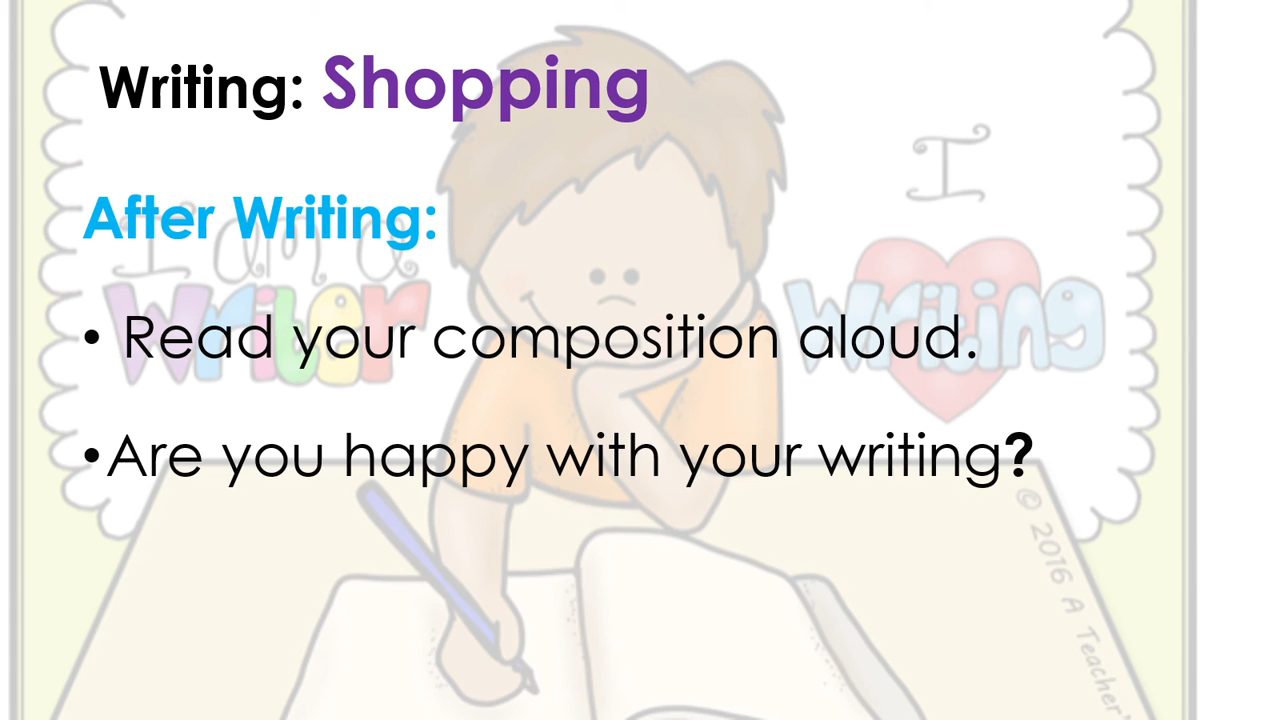 Writing: Shopping
After Writing:
I am a
Writer
I
Writing
• Read your composition aloud.
•Are you happy with your writing?
© 2016 A Teacher'